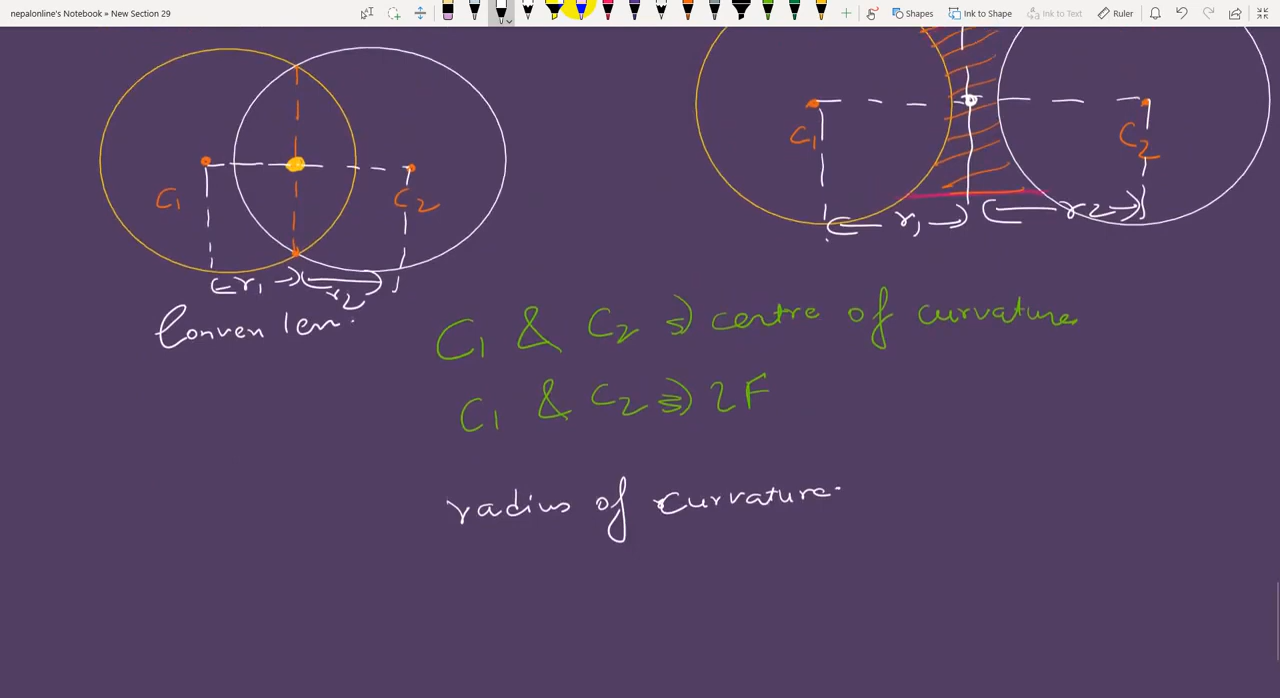 nepalonline's Notebook » New Section 29
Shapes Ink to Shape Ink to Text Ruler
C1 C2
r1 r2
Conven len.
C1 C2
r1 r2
C1 & C2 => centre of curvature
C1 & C2 => 2F
radius of curvature.